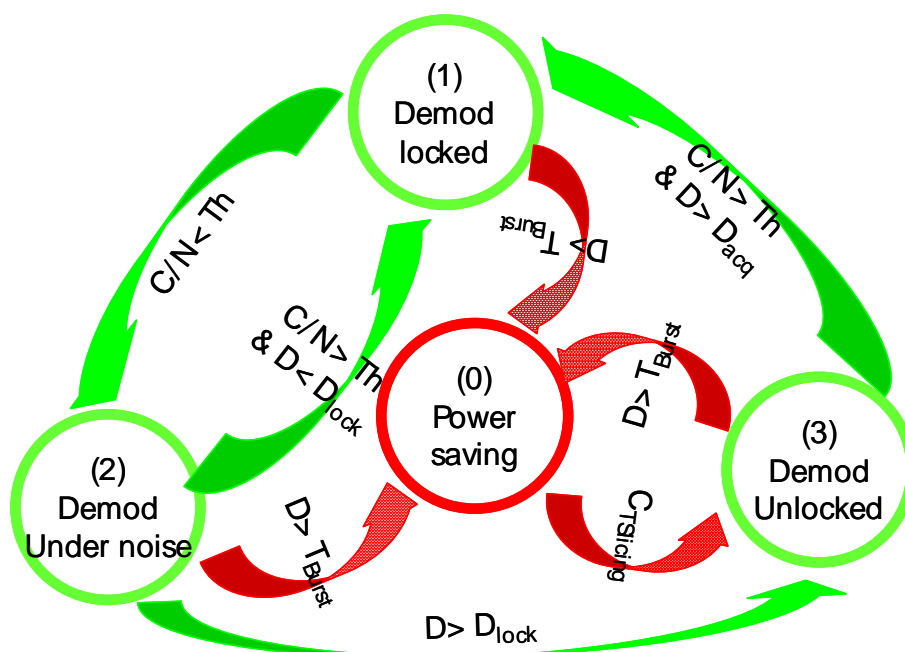 (1)
Demod
locked
C/N< Th
C/N> Th
& D> Dacq
D> TBurst
C/N> Th
& D< Dlock
D> TBurst
(0)
Power
saving
(3)
Demod
Unlocked
(2)
Demod
Under noise
D> TBurst
CTSlicing
D> Dlock